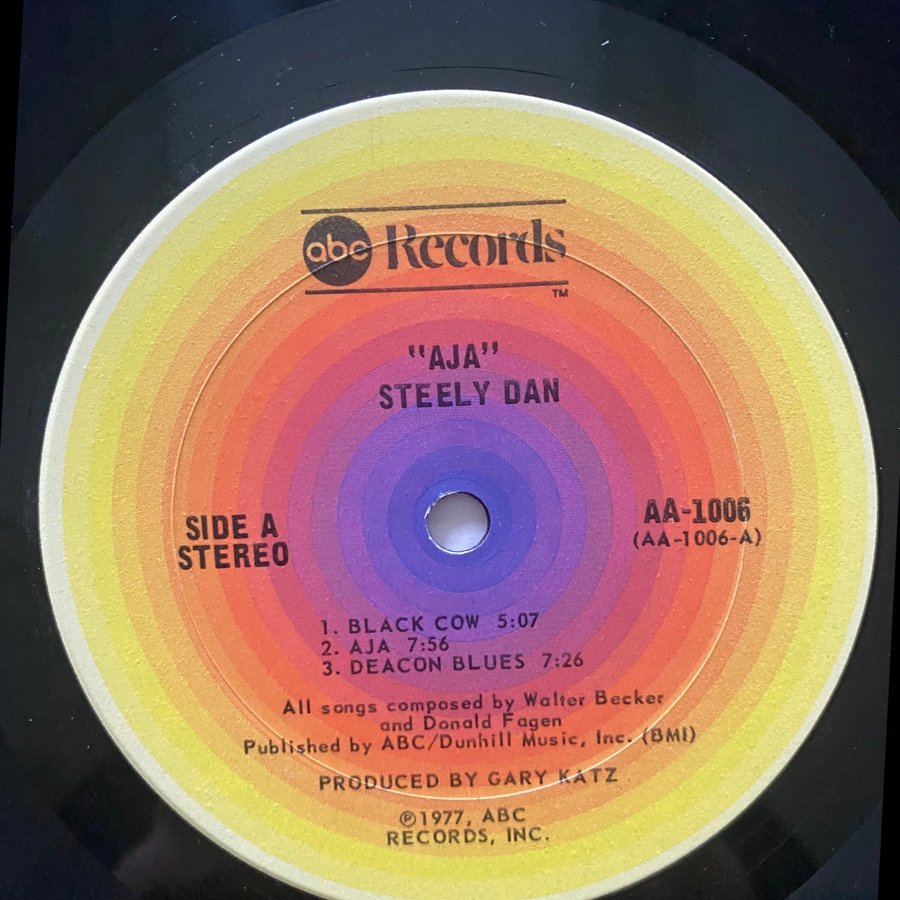 abc Records
TM
"AJA"
STEELY DAN
SIDE A
STEREO
AA-1006
(AA-1006-A)
1. BLACK COW 5:07
2. AJA 7:56
3. DEACON BLUES 7:26
All songs composed by Walter Becker
and Donald Fagen
Published by ABC/Dunhill Music, Inc. (BMI)
PRODUCED BY GARY KATZ
℗1977, ABC
RECORDS, INC.